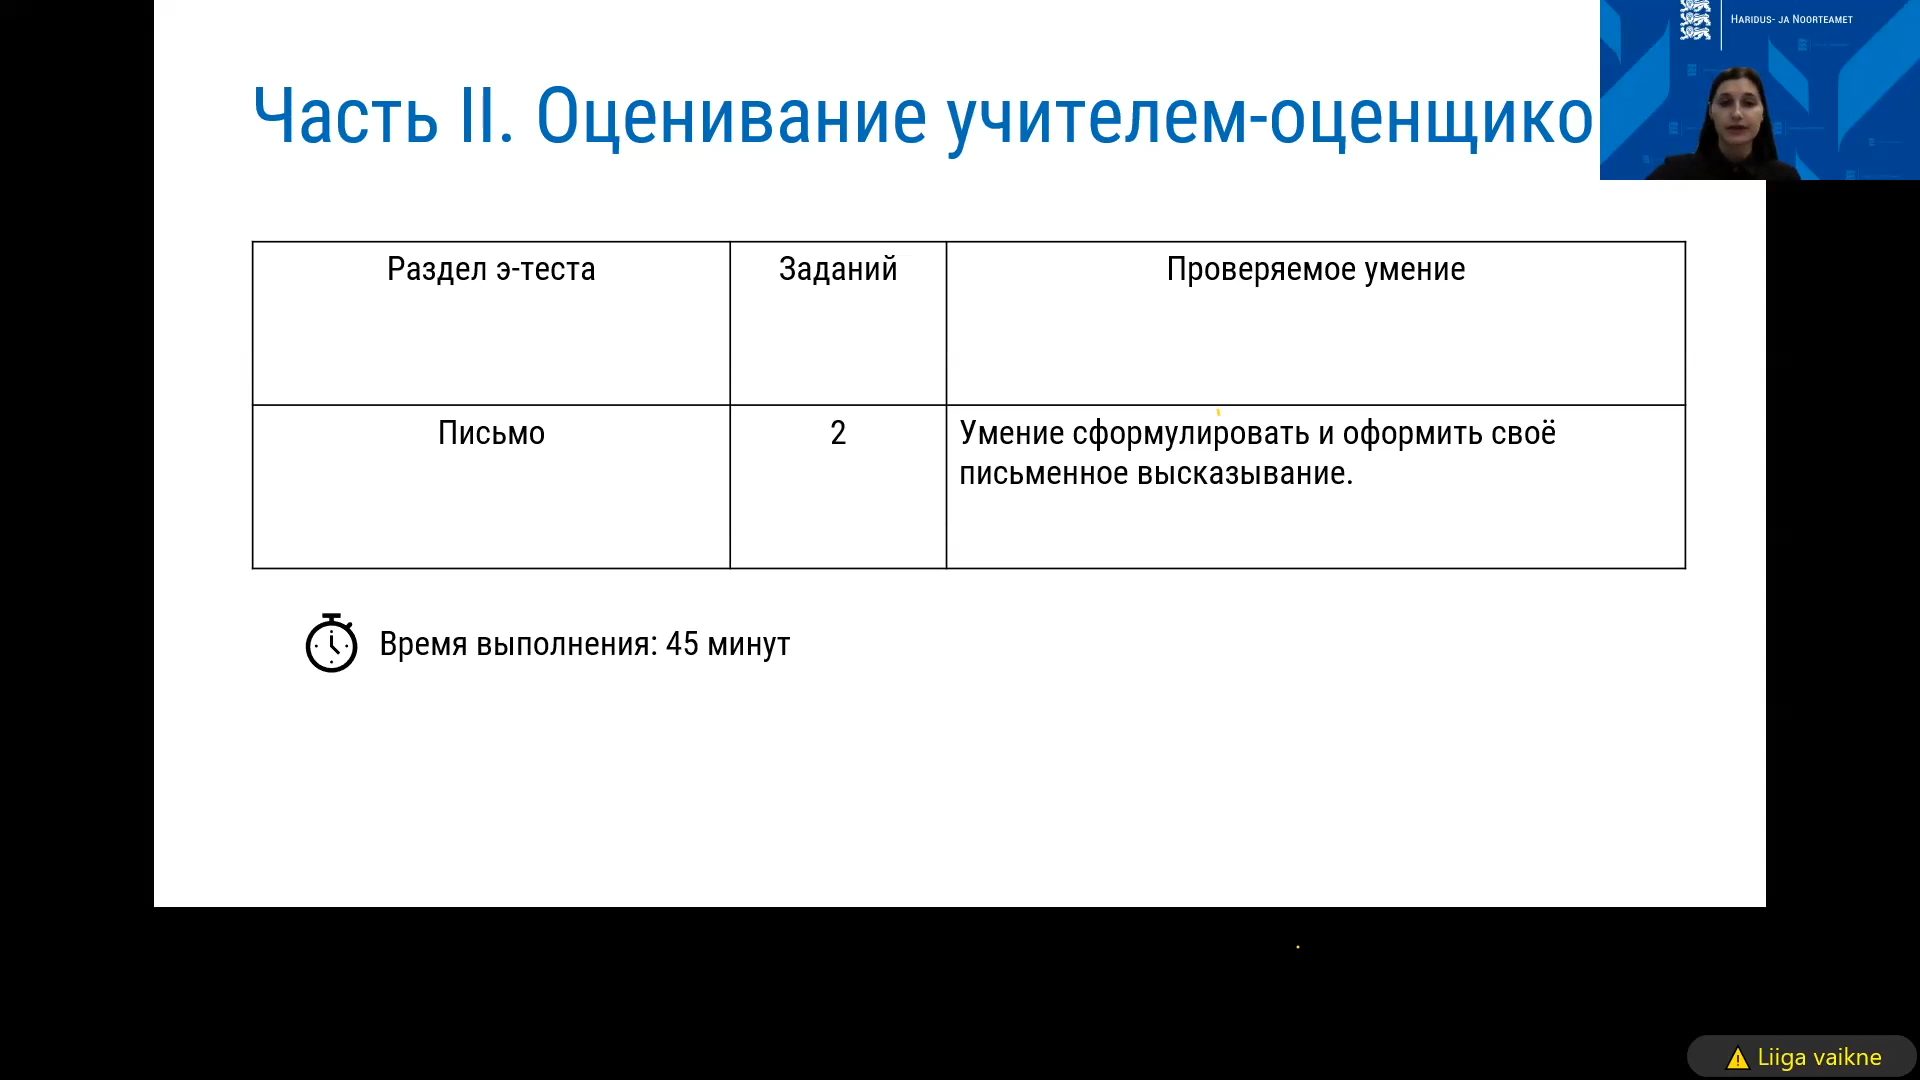 Haridus- ja Noorteamet
Часть II. Оценивание учителем-оценщико
Раздел э-теста
Заданий
Проверяемое умение
Письмо
2
Умение сформулировать и оформить своё
письменное высказывание.
Время выполнения: 45 минут
Liiga vaikne